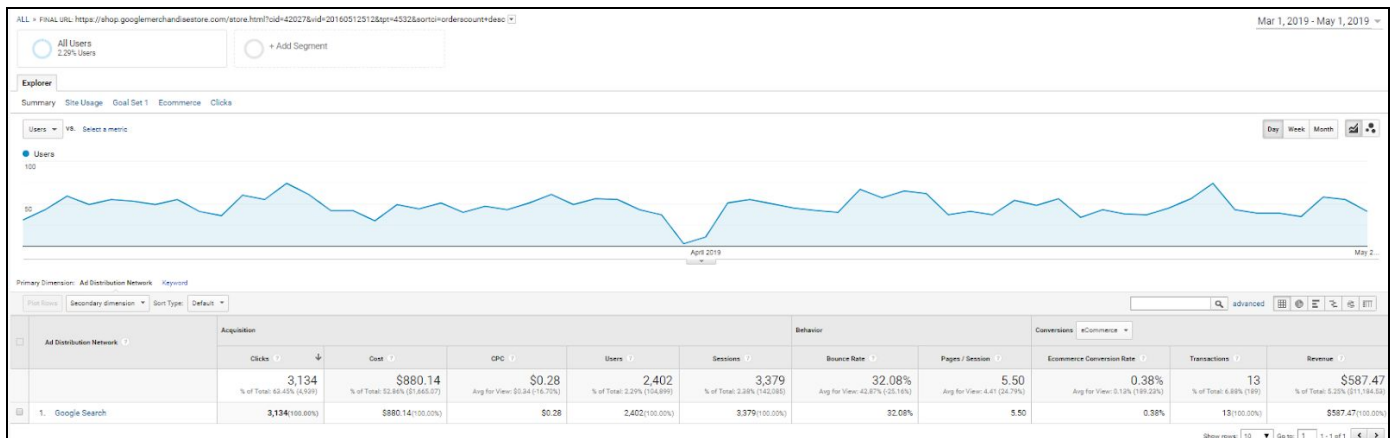 ALL » FINAL URL: https://shop.googlemerchandisestore.com/store.html?cid=42027&vid=20160512512&tpt=4532&sortci=orderscount+desc
Mar 1, 2019 - May 1, 2019
All Users
2.29% Users
+ Add Segment
Explorer
Summary Site Usage Goal Set 1 Ecommerce Clicks
Users VS. Select a metric
Day Week Month
Users
100
50
April 2019
May 2...
Primary Dimension: Ad Distribution Network Keyword
Plot Rows Secondary dimension Sort Type: Default advanced
Ad Distribution Network Acquisition Behavior Conversions eCommerce
Clicks Cost CPC Users Sessions Bounce Rate Pages / Session Ecommerce Conversion Rate Transactions Revenue
3,134 $880.14 $0.28 2,402 3,379 32.08% 5.50 0.38% 13 $587.47
% of Total: 63.45% (4,939) % of Total: 52.86% ($1,665.07) Avg for View: $0.34 (-16.70%) % of Total: 2.29% (104,899) % of Total: 2.38% (142,085) Avg for View: 42.87% (-25.16%) Avg for View: 4.41 (24.79%) Avg for View: 0.13% (189.23%) % of Total: 6.88% (189) % of Total: 5.25% ($11,184.53)
1. Google Search 3,134(100.00%) $880.14(100.00%) $0.28 2,402(100.00%) 3,379(100.00%) 32.08% 5.50 0.38% 13(100.00%) $587.47(100.00%)
Show rows: 10 Go to: 1 1 - 1 of 1